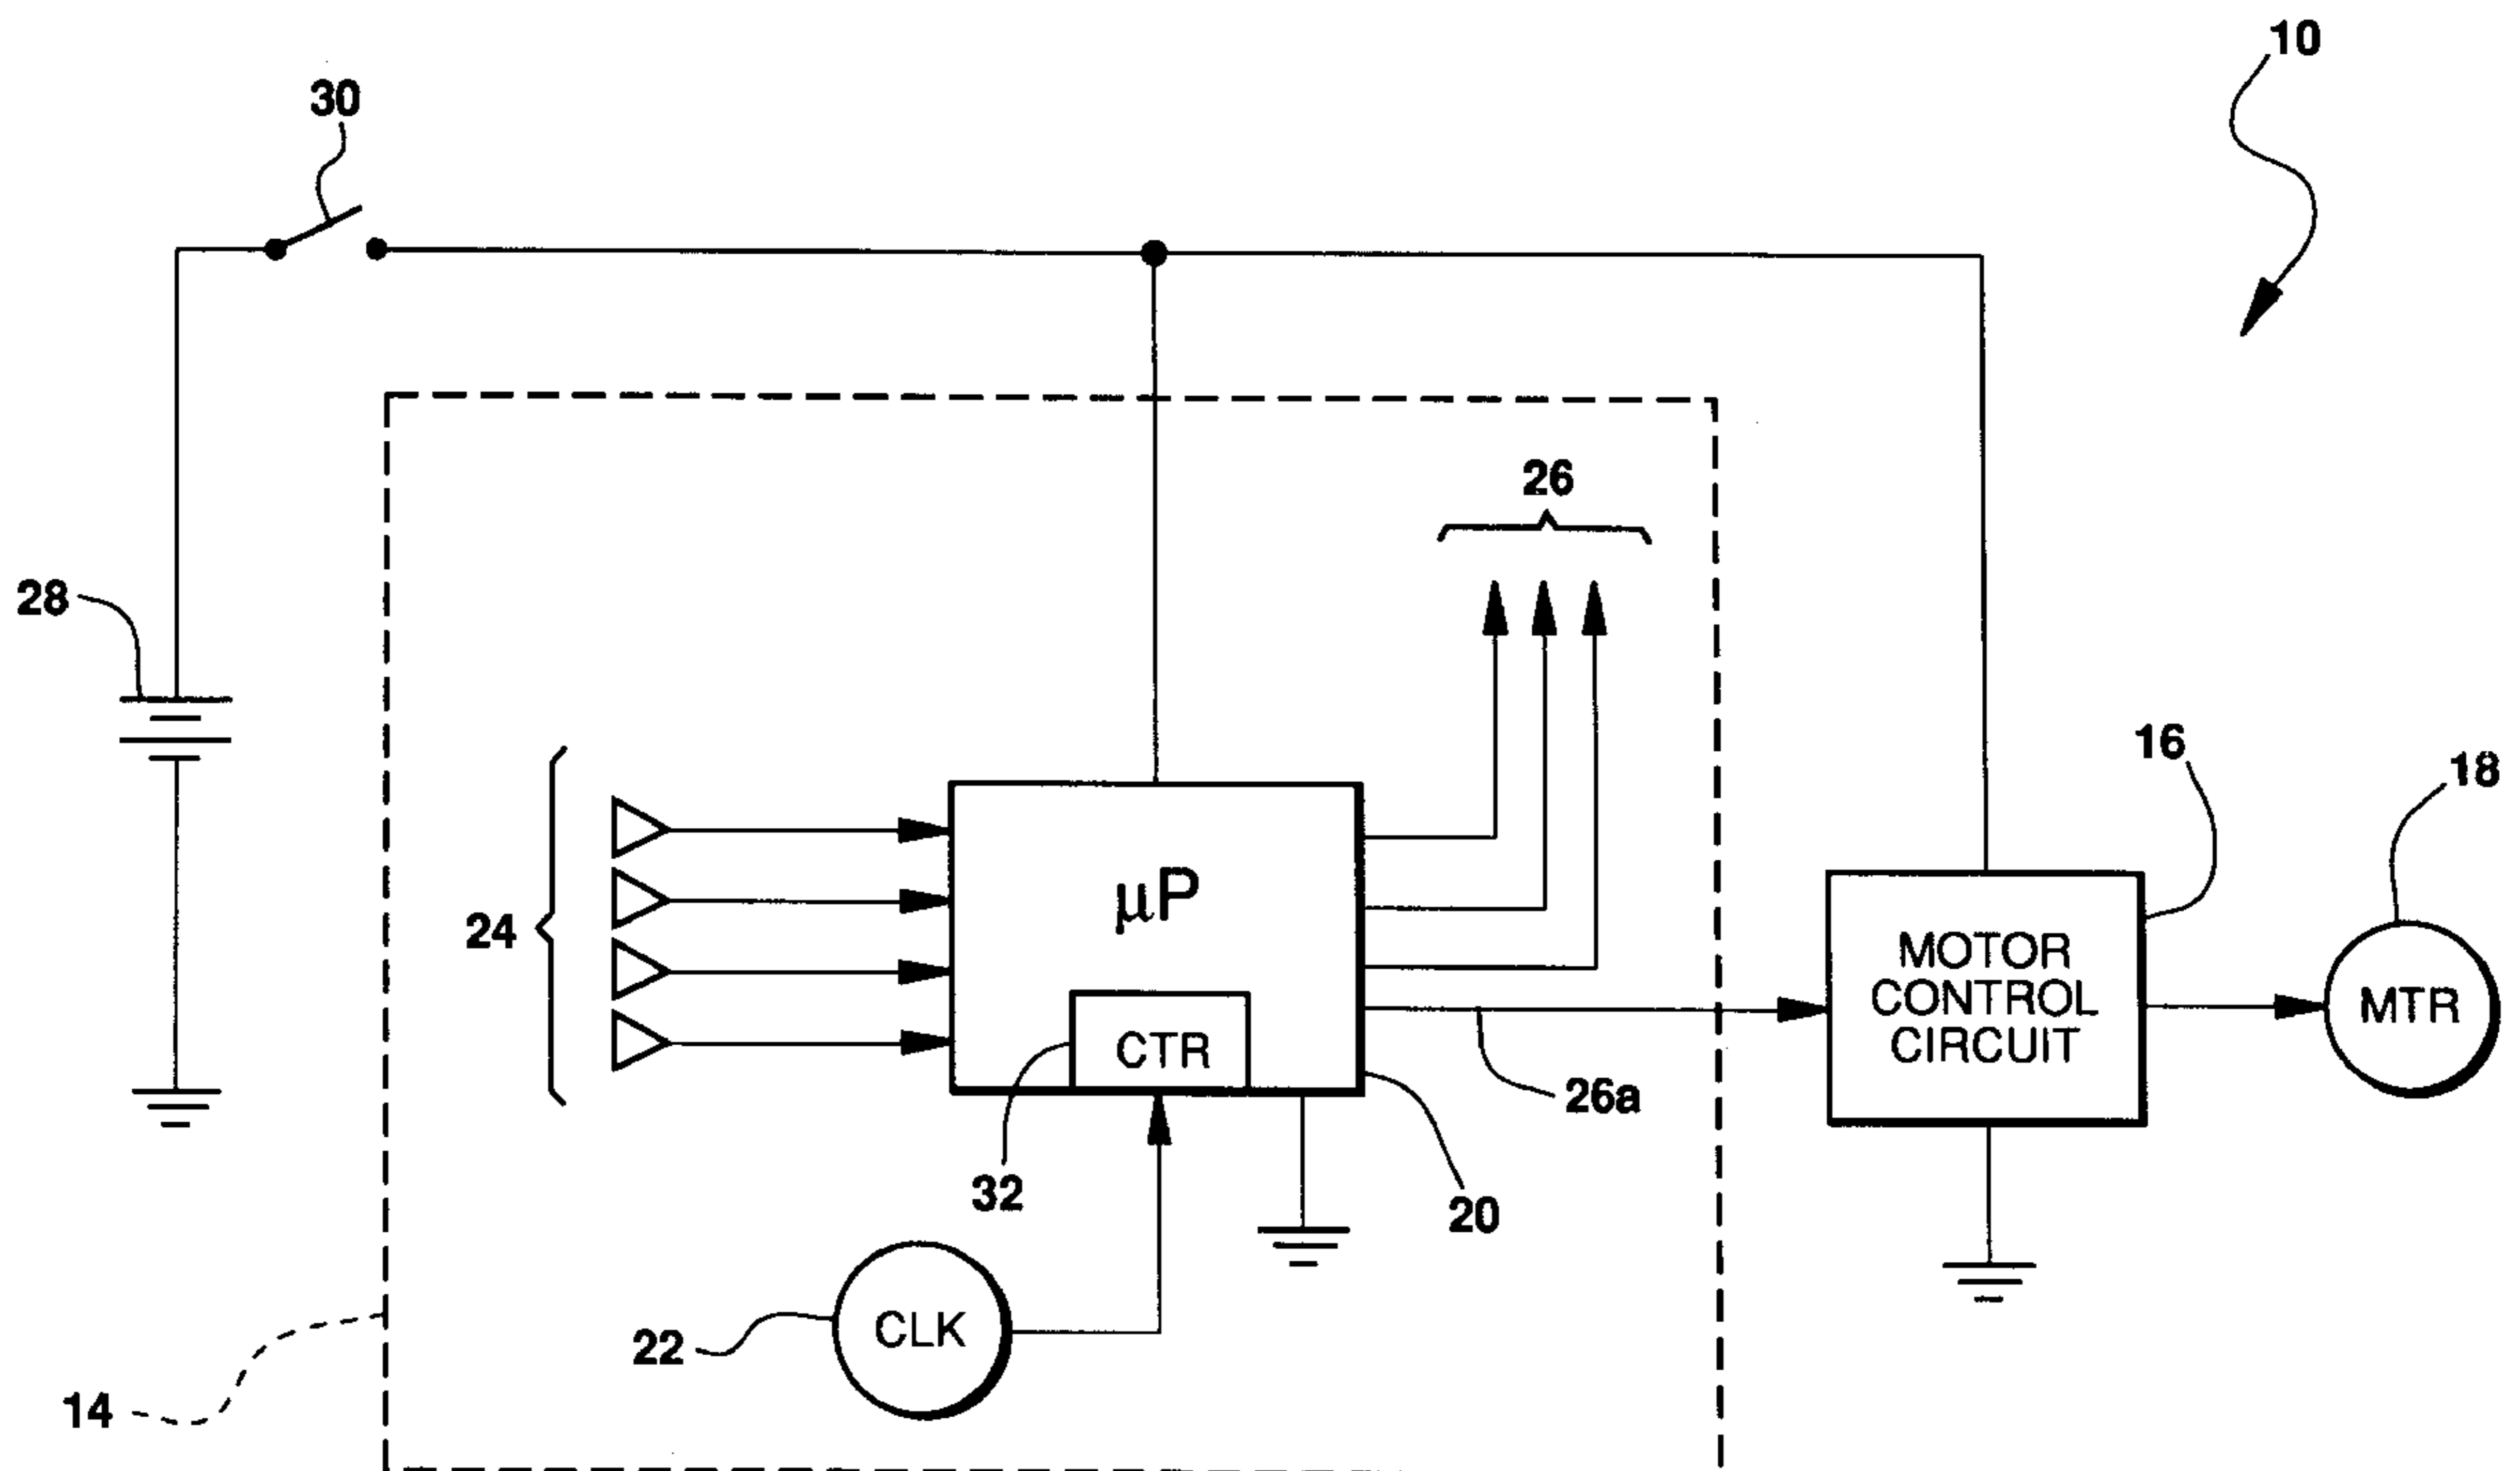 10
30
26
28
16
18
24
µP
MOTOR
CONTROL
CIRCUIT
MTR
CTR
26a
32
20
CLK
22
14